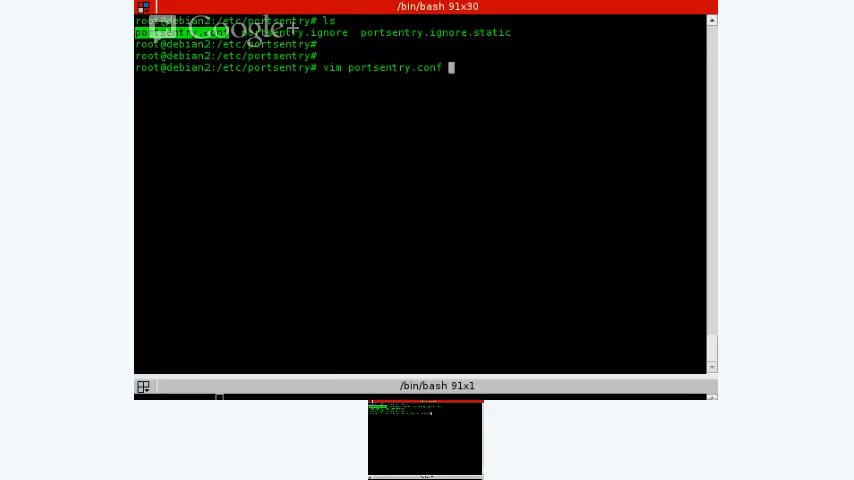 /bin/bash 91x30
root@debian2:/etc/portsentry# ls
portsentry.conf  portsentry.ignore  portsentry.ignore.static
root@debian2:/etc/portsentry#
root@debian2:/etc/portsentry#
root@debian2:/etc/portsentry# vim portsentry.conf
Google+
/bin/bash 91x1